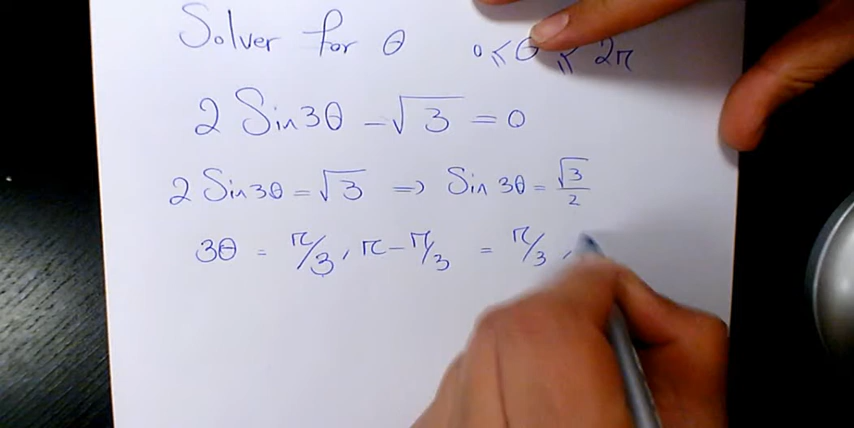 Solver for θ 0 ⩽ θ ⩽ 2π
2 Sin3θ - √3 = 0
2 Sin3θ = √3 ⇒ Sin 3θ = √3/2
3θ = π/3, π - π/3 = π/3,